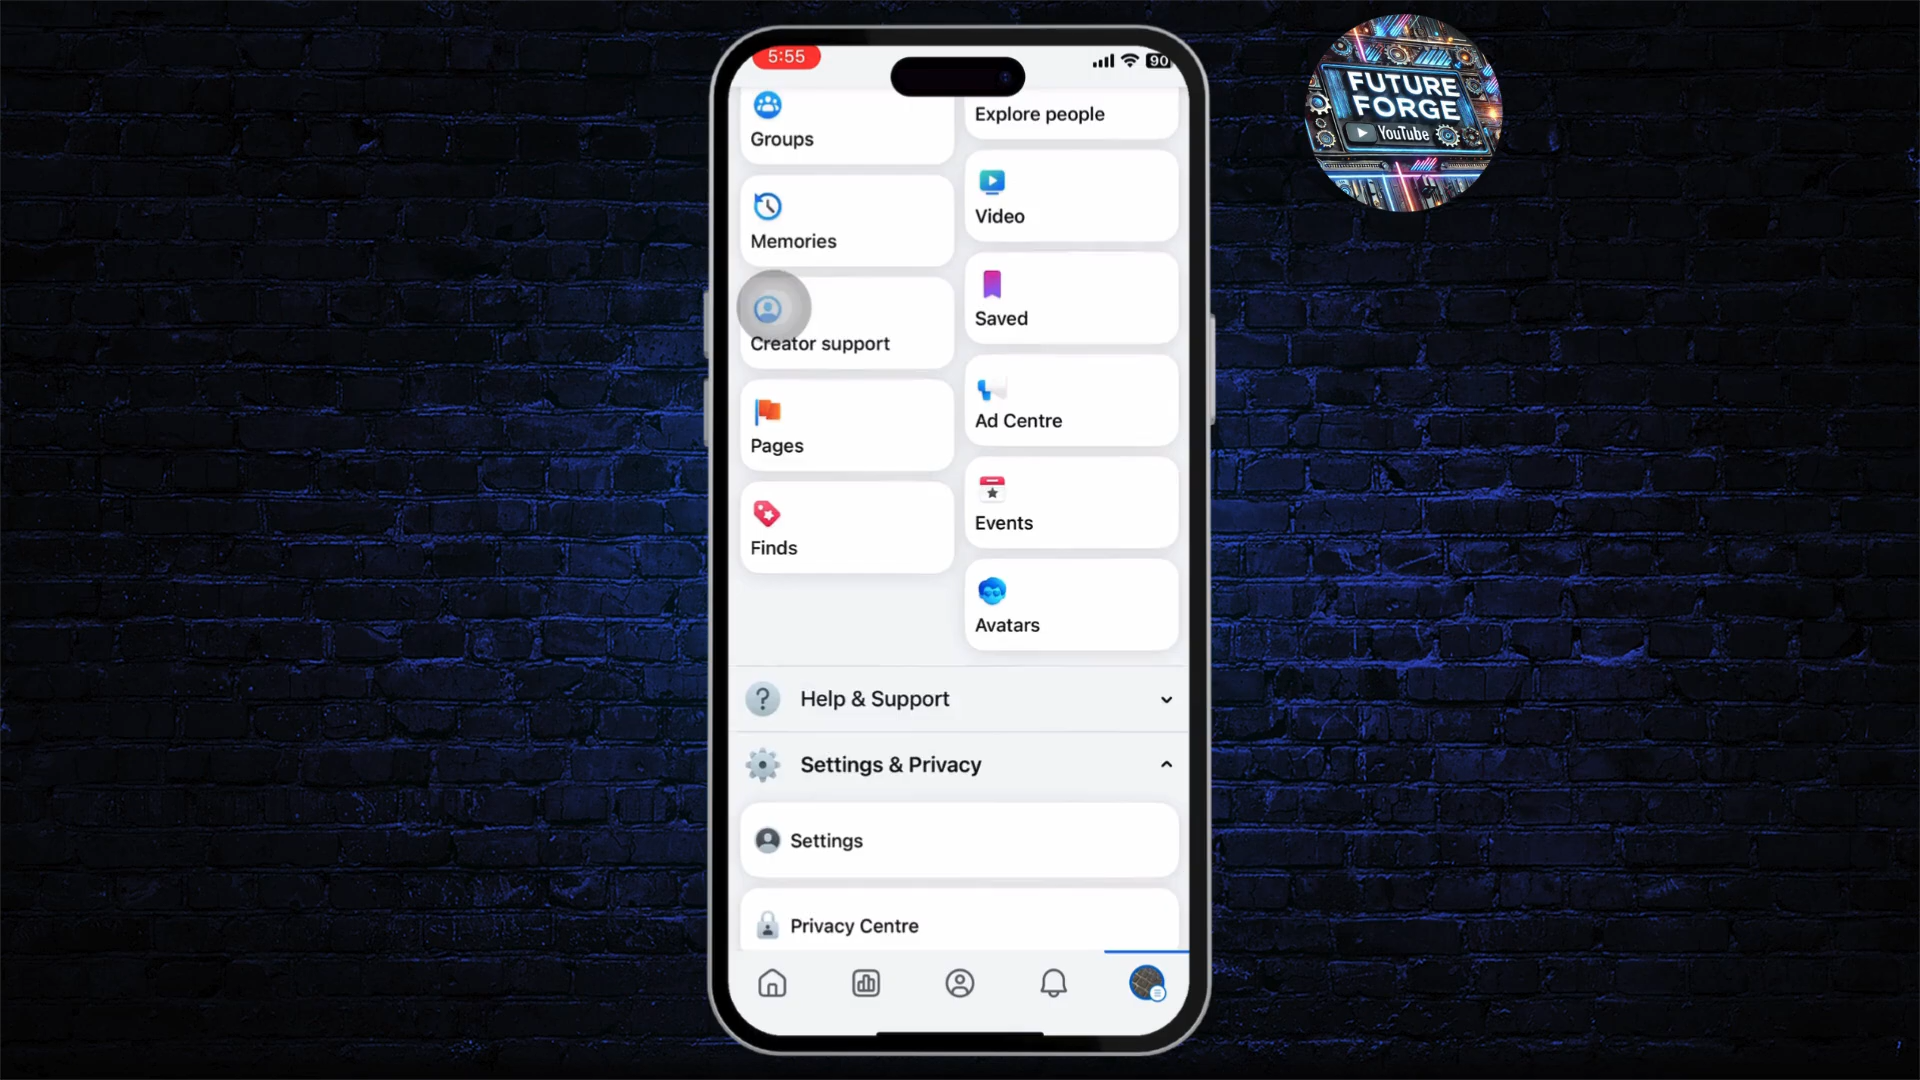 5:55
90
FUTURE
FORGE
YouTube
Groups
Explore people
Memories
Video
Creator support
Saved
Pages
Ad Centre
Finds
Events
Avatars
Help & Support
Settings & Privacy
Settings
Privacy Centre